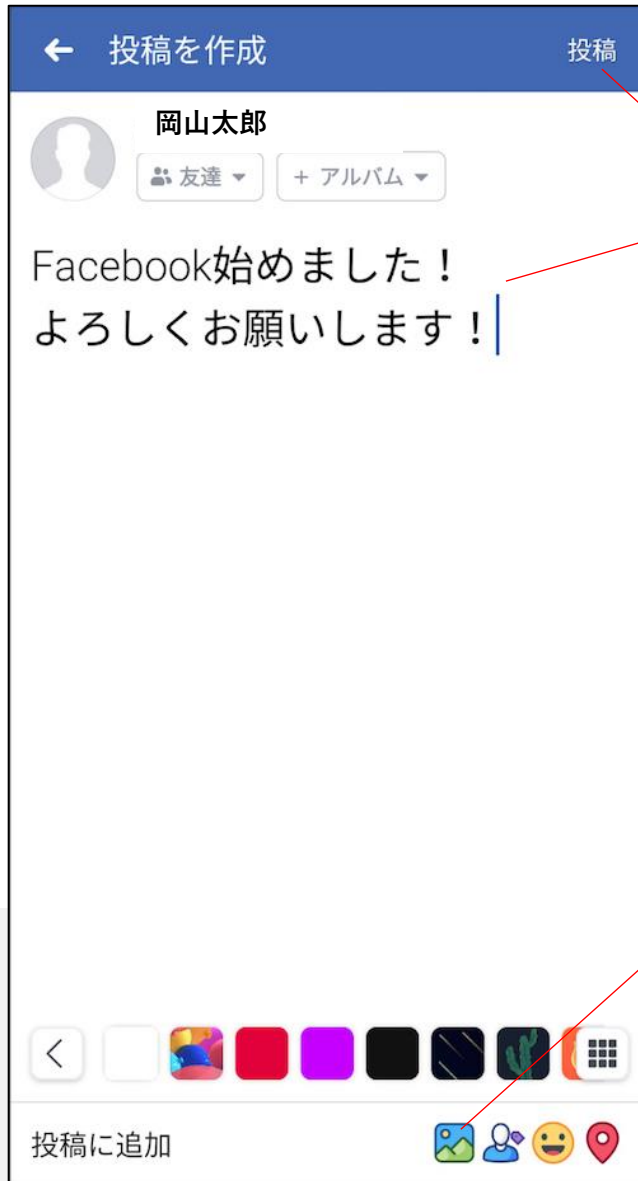 投稿を作成 投稿
岡山太郎
友達 + アルバム
Facebook始めました！
よろしくお願いします！
投稿に追加